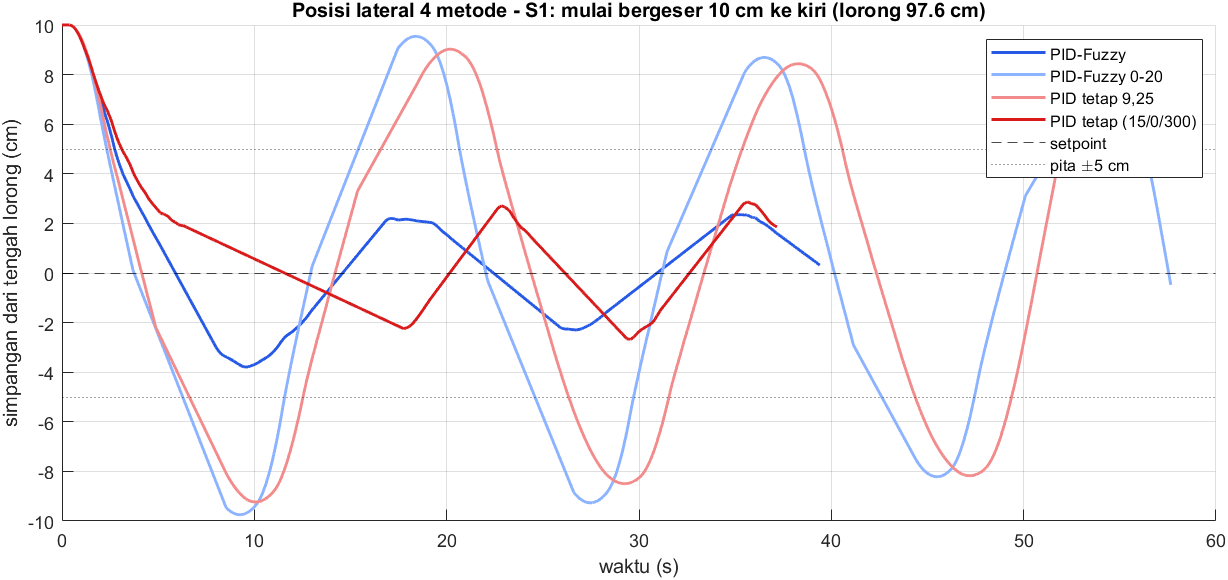 Posisi lateral 4 metode - S1: mulai bergeser 10 cm ke kiri (lorong 97.6 cm)
simpangan dari tengah lorong (cm)
10
8
6
4
2
0
-2
-4
-6
-8
-10
PID-Fuzzy
PID-Fuzzy 0-20
PID tetap 9,25
PID tetap (15/0/300)
setpoint
pita ±5 cm
0 10 20 30 40 50 60
waktu (s)